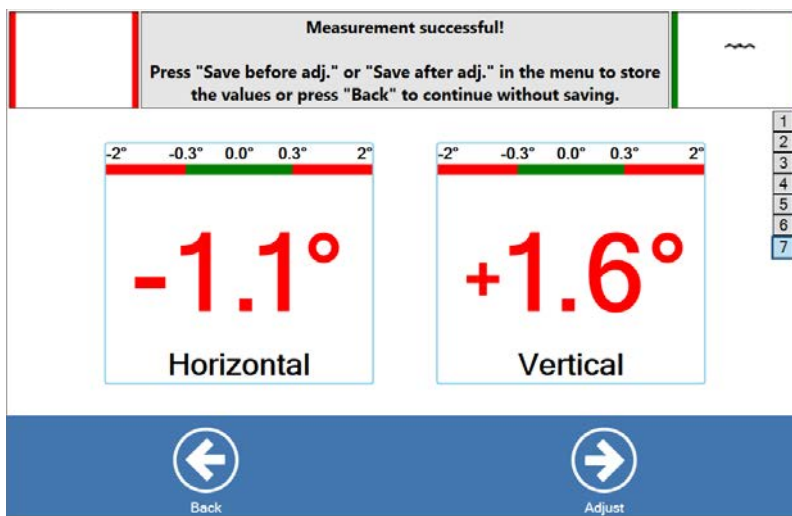 Measurement successful!
Press "Save before adj." or "Save after adj." in the menu to store
the values or press "Back" to continue without saving.
1
2
3
4
5
6
7
-2° -0.3° 0.0° 0.3° 2°
-1.1°
Horizontal
-2° -0.3° 0.0° 0.3° 2°
+1.6°
Vertical
Back
Adjust